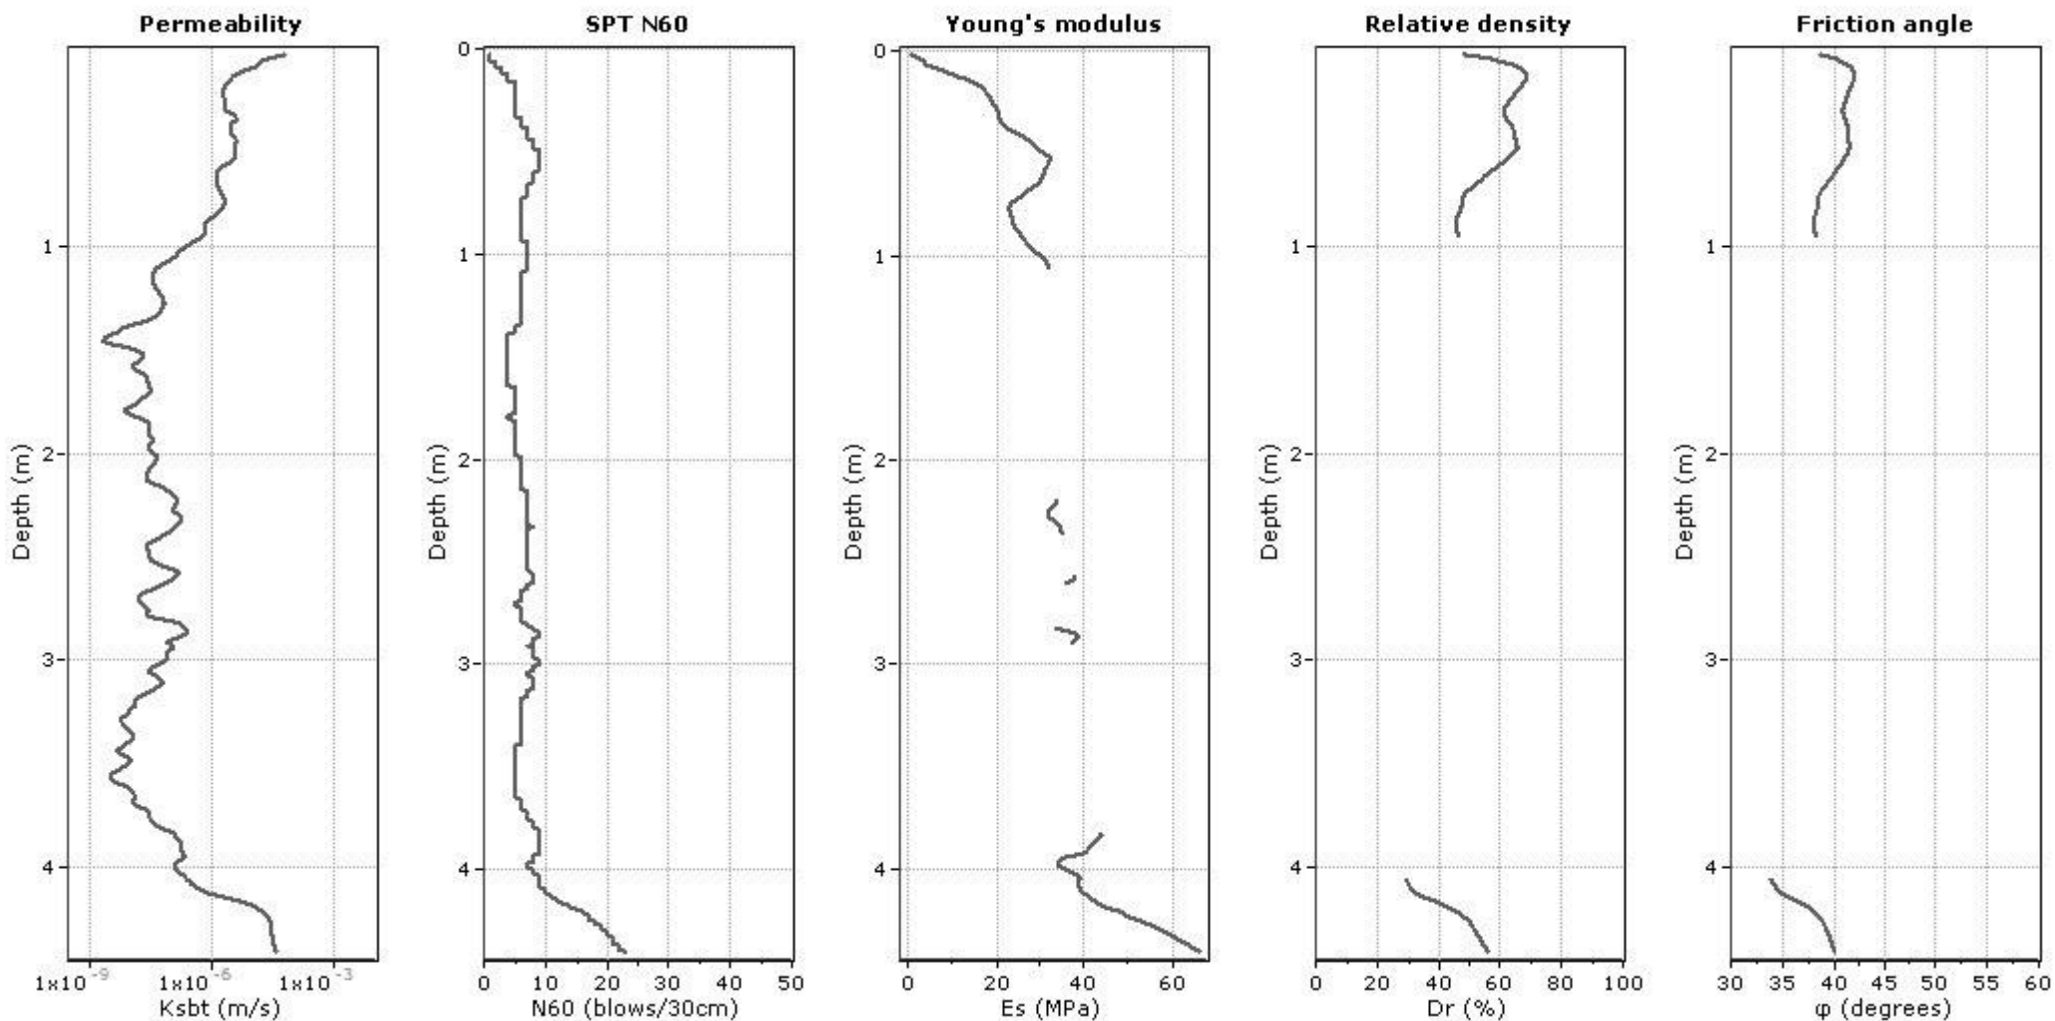 Permeability
SPT N60
Young's modulus
Relative density
Friction angle
0
0
1
1
1
1
1
2
2
2
2
2
3
3
3
3
3
4
4
4
4
4
Depth (m)
Depth (m)
Depth (m)
Depth (m)
Depth (m)
1x10-9 1x10-6 1x10-3
0 10 20 30 40 50
0 20 40 60
0 20 40 60 80 100
30 35 40 45 50 55 60
Ksbt (m/s)
N60 (blows/30cm)
Es (MPa)
Dr (%)
φ (degrees)